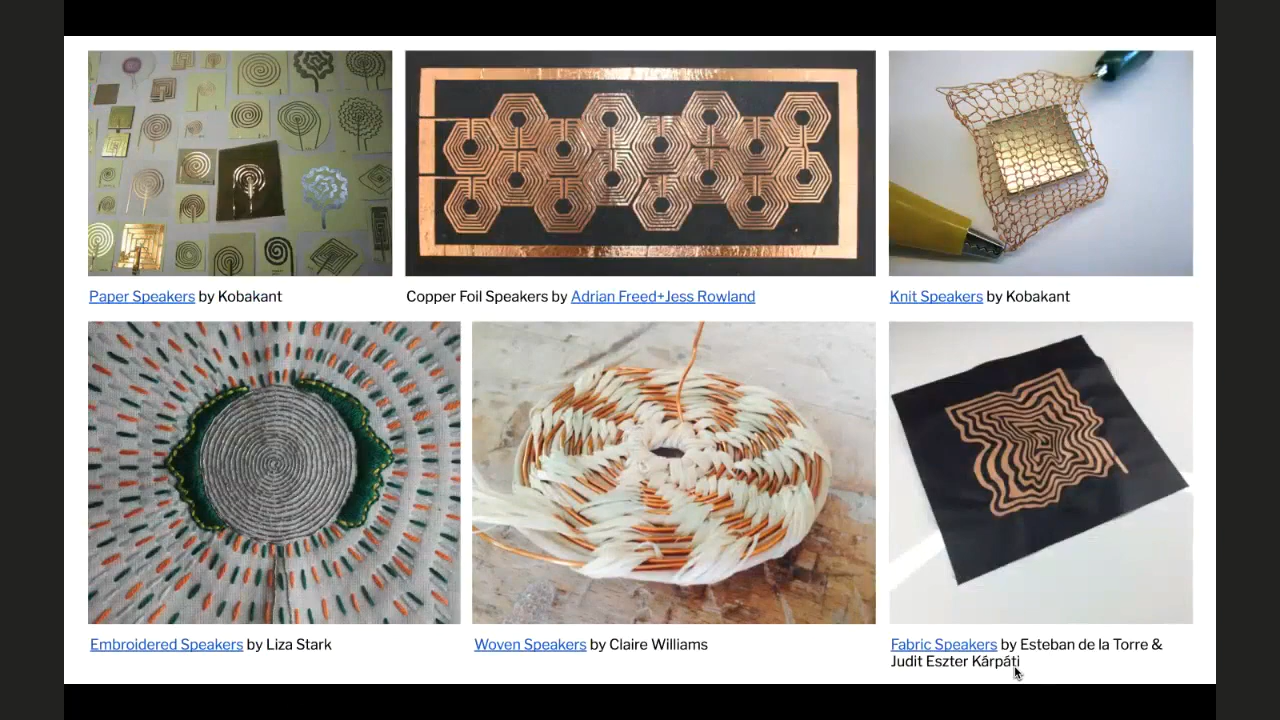 Paper Speakers by Kobakant
Copper Foil Speakers by Adrian Freed+Jess Rowland
Knit Speakers by Kobakant
Embroidered Speakers by Liza Stark
Woven Speakers by Claire Williams
Fabric Speakers by Esteban de la Torre &
Judit Eszter Kárpáti